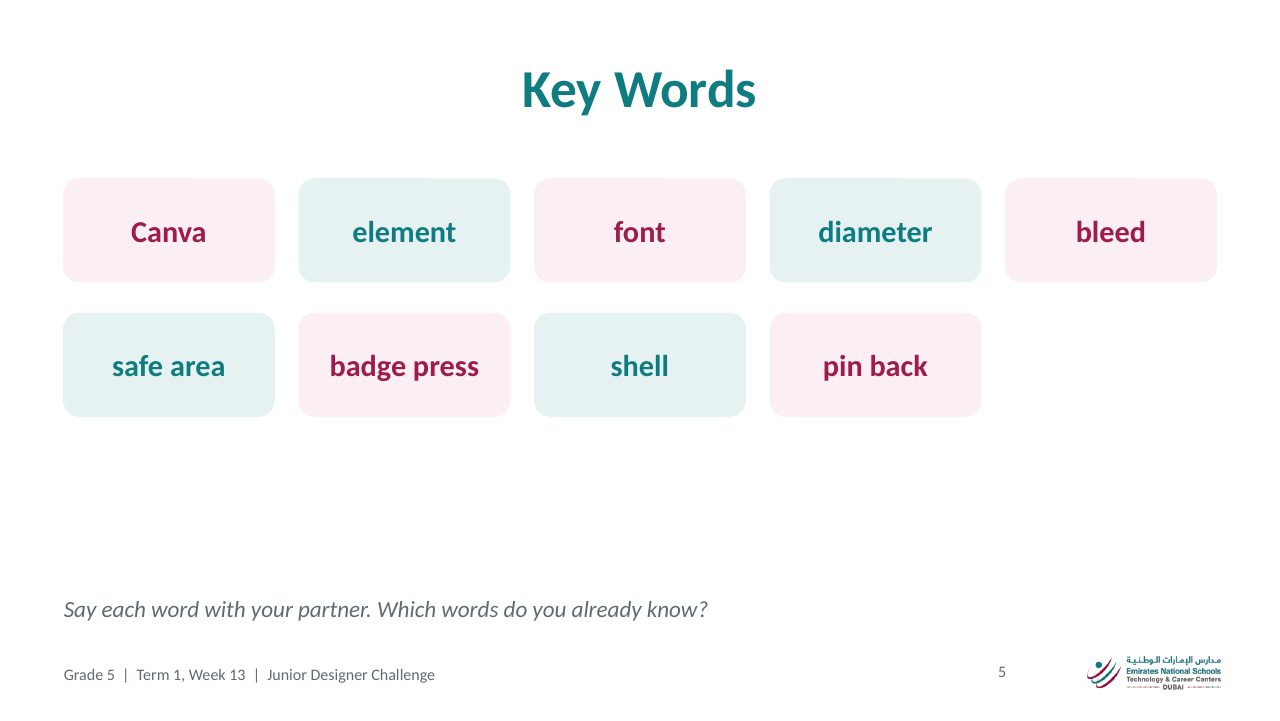 Key Words
Canva
element
font
diameter
bleed
safe area
badge press
shell
pin back
Say each word with your partner. Which words do you already know?
Grade 5 | Term 1, Week 13 | Junior Designer Challenge
5
مدارس الإمارات الوطنية
Emirates National Schools
Technology & Career Centers
DUBAI